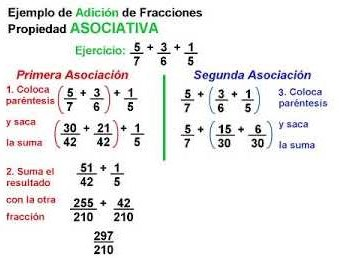 Ejemplo de Adición de Fracciones
Propiedad ASOCIATIVA
Ejercicio: 5/7 + 3/6 + 1/5
Primera Asociación
1. Coloca paréntesis (5/7 + 3/6) + 1/5
y saca
la suma (30/42 + 21/42) + 1/5
2. Suma el resultado 51/42 + 1/5
con la otra
fracción 255/210 + 42/210
297/210
Segunda Asociación
5/7 + (3/6 + 1/5) 3. Coloca paréntesis
y saca
5/7 + (15/30 + 6/30) la suma